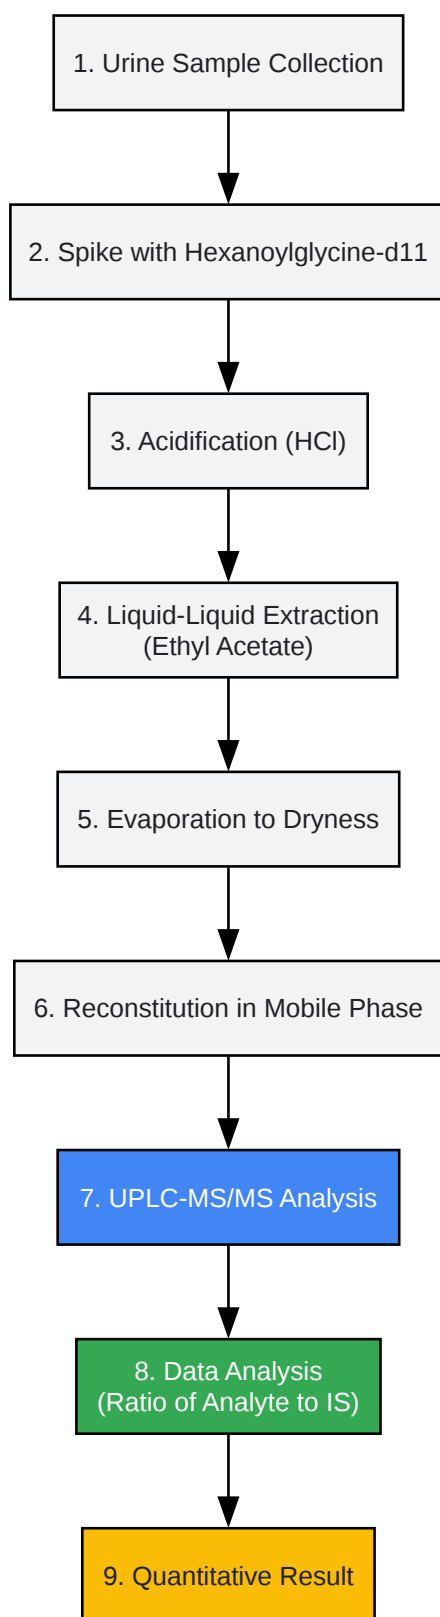 1. Urine Sample Collection
2. Spike with Hexanoylglycine-d11
3. Acidification (HCl)
4. Liquid-Liquid Extraction
(Ethyl Acetate)
5. Evaporation to Dryness
6. Reconstitution in Mobile Phase
7. UPLC-MS/MS Analysis
8. Data Analysis
(Ratio of Analyte to IS)
9. Quantitative Result